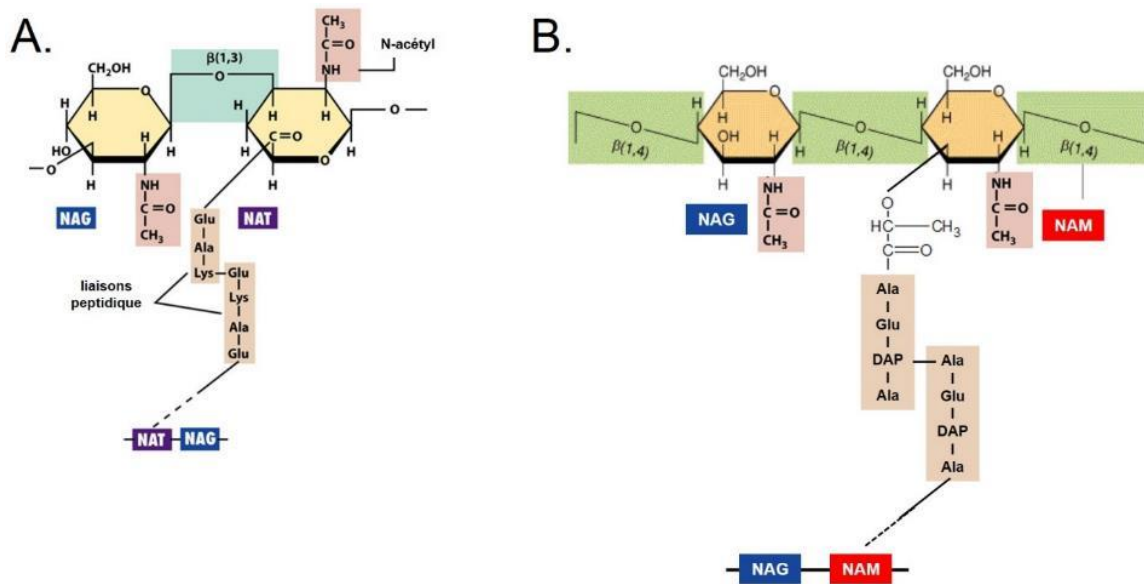 A.
CH₃
C=O
NH
N-acétyl
β(1,3)
CH₂OH
O
O
H
H
H
H
H
O
HO
H
H
C=O
H
H
O
H
O
H
NH
C=O
CH₃
NAG
NAT
Glu
Ala
Lys
Glu
Lys
Ala
Glu
liaisons
peptidique
NAT
NAG
B.
CH₂OH
CH₂OH
O
β(1,4)
H
H
O
OH
H
H
H
H
O
β(1,4)
H
H
O
H
H
H
O
β(1,4)
NH
C=O
CH₃
NAG
O
HC
CH₃
C=O
NH
C=O
CH₃
NAM
Ala
Glu
DAP
Ala
Ala
Glu
DAP
Ala
NAG
NAM